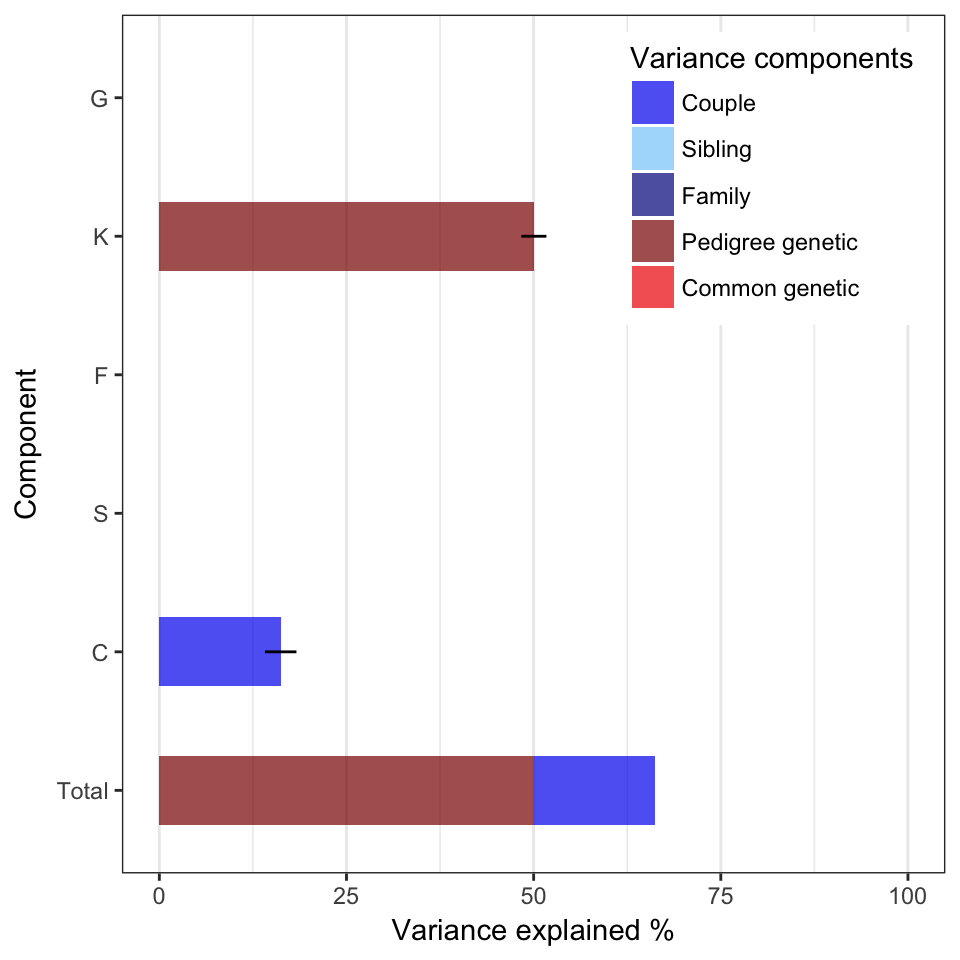 Variance components
Couple
Sibling
Family
Pedigree genetic
Common genetic
G
K
F
S
C
Total
Component
0 25 50 75 100
Variance explained %